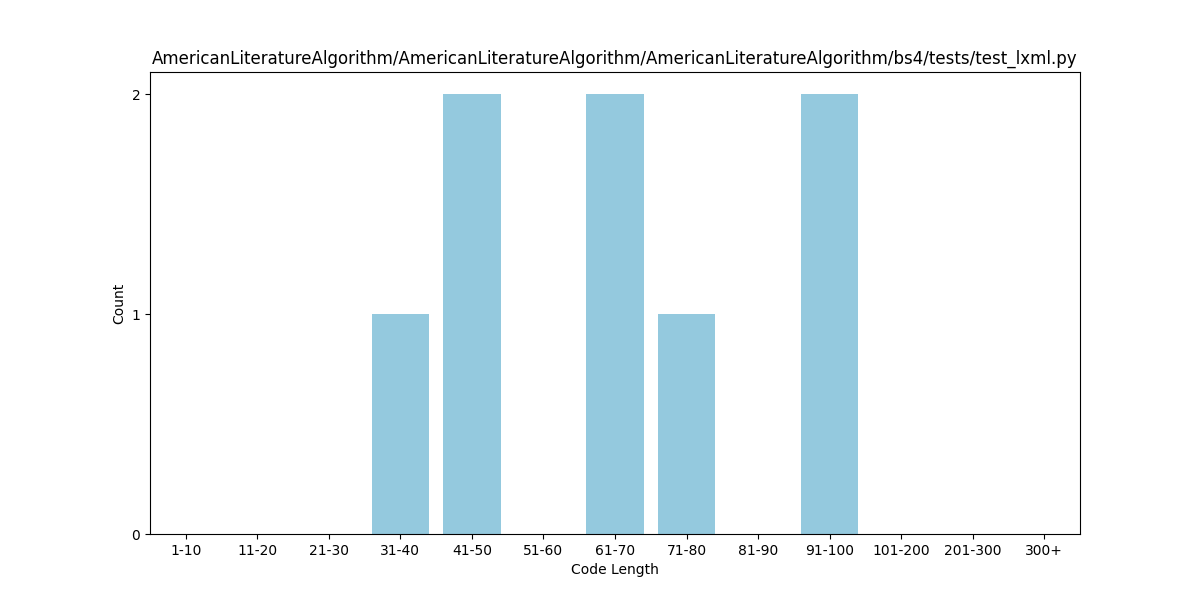 AmericanLiteratureAlgorithm/AmericanLiteratureAlgorithm/AmericanLiteratureAlgorithm/bs4/tests/test_lxml.py
2
1
0
Count
1-10 11-20 21-30 31-40 41-50 51-60 61-70 71-80 81-90 91-100 101-200 201-300 300+
Code Length